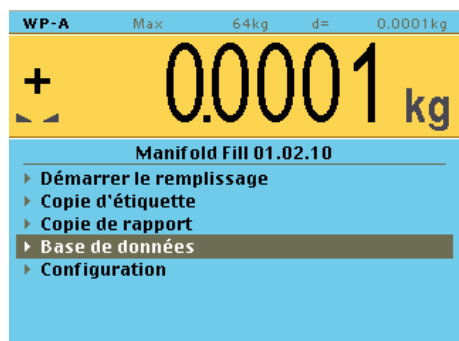 WP-A Max 64kg d= 0.0001kg
+ 0.0001 kg
Manifold Fill 01.02.10
Démarrer le remplissage
Copie d'étiquette
Copie de rapport
Base de données
Configuration